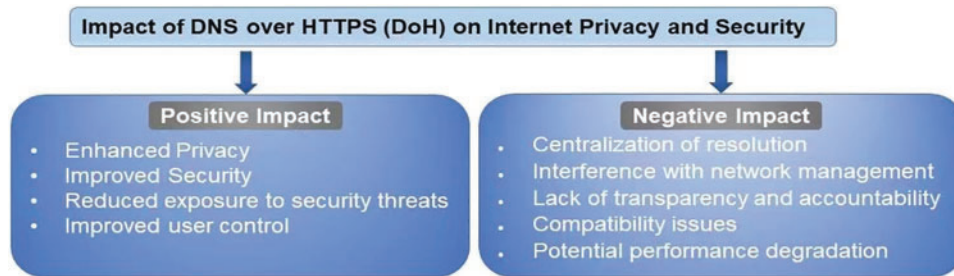 Impact of DNS over HTTPS (DoH) on Internet Privacy and Security
Positive Impact
• Enhanced Privacy
• Improved Security
• Reduced exposure to security threats
• Improved user control
Negative Impact
• Centralization of resolution
• Interference with network management
• Lack of transparency and accountability
• Compatibility issues
• Potential performance degradation